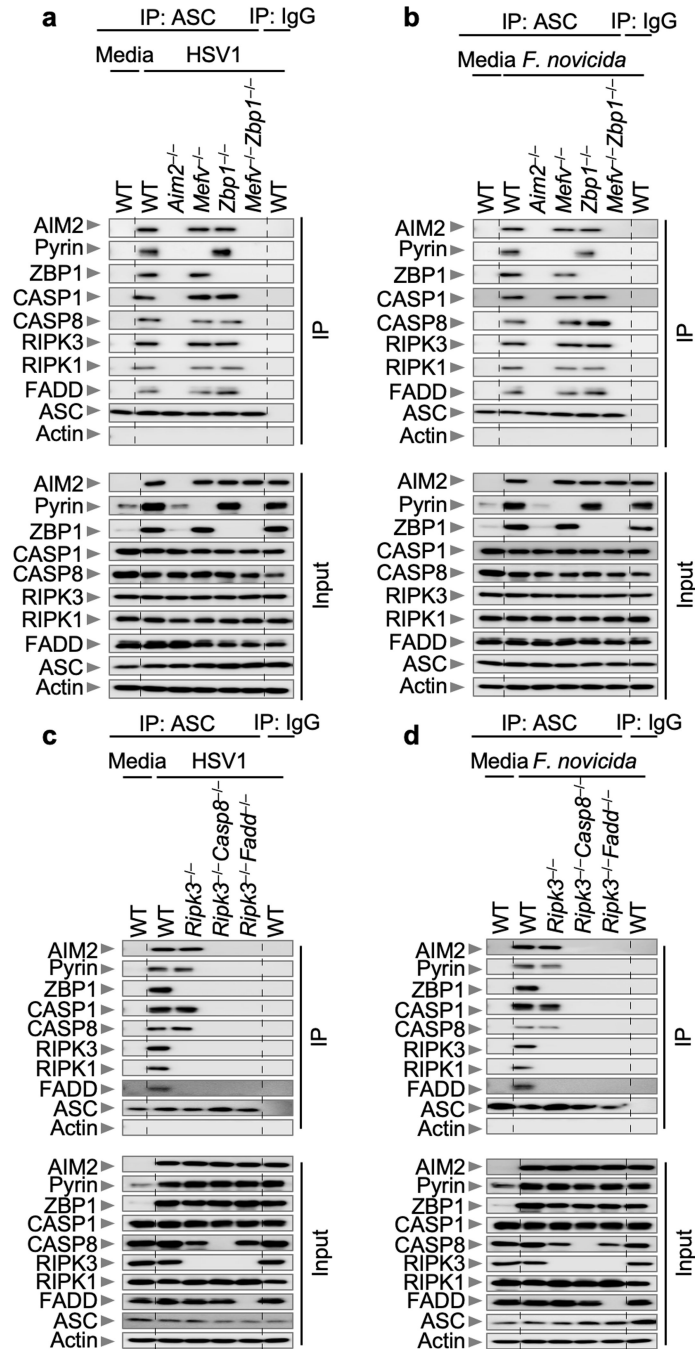 a
IP: ASC IP: IgG
Media HSV1
WT WT Aim2–/– Mefv–/– Zbp1–/– Mefv–/–Zbp1–/– WT
AIM2
Pyrin
ZBP1
CASP1
CASP8
RIPK3
RIPK1
FADD
ASC
Actin
IP
AIM2
Pyrin
ZBP1
CASP1
CASP8
RIPK3
RIPK1
FADD
ASC
Actin
Input
b
IP: ASC IP: IgG
Media F. novicida
WT WT Aim2–/– Mefv–/– Zbp1–/– Mefv–/–Zbp1–/– WT
AIM2
Pyrin
ZBP1
CASP1
CASP8
RIPK3
RIPK1
FADD
ASC
Actin
IP
AIM2
Pyrin
ZBP1
CASP1
CASP8
RIPK3
RIPK1
FADD
ASC
Actin
Input
c
IP: ASC IP: IgG
Media HSV1
WT WT Ripk3–/– Ripk3–/–Casp8–/– Ripk3–/–Fadd–/– WT
AIM2
Pyrin
ZBP1
CASP1
CASP8
RIPK3
RIPK1
FADD
ASC
Actin
IP
AIM2
Pyrin
ZBP1
CASP1
CASP8
RIPK3
RIPK1
FADD
ASC
Actin
Input
d
IP: ASC IP: IgG
Media F. novicida
WT WT Ripk3–/– Ripk3–/–Casp8–/– Ripk3–/–Fadd–/– WT
AIM2
Pyrin
ZBP1
CASP1
CASP8
RIPK3
RIPK1
FADD
ASC
Actin
IP
AIM2
Pyrin
ZBP1
CASP1
CASP8
RIPK3
RIPK1
FADD
ASC
Actin
Input